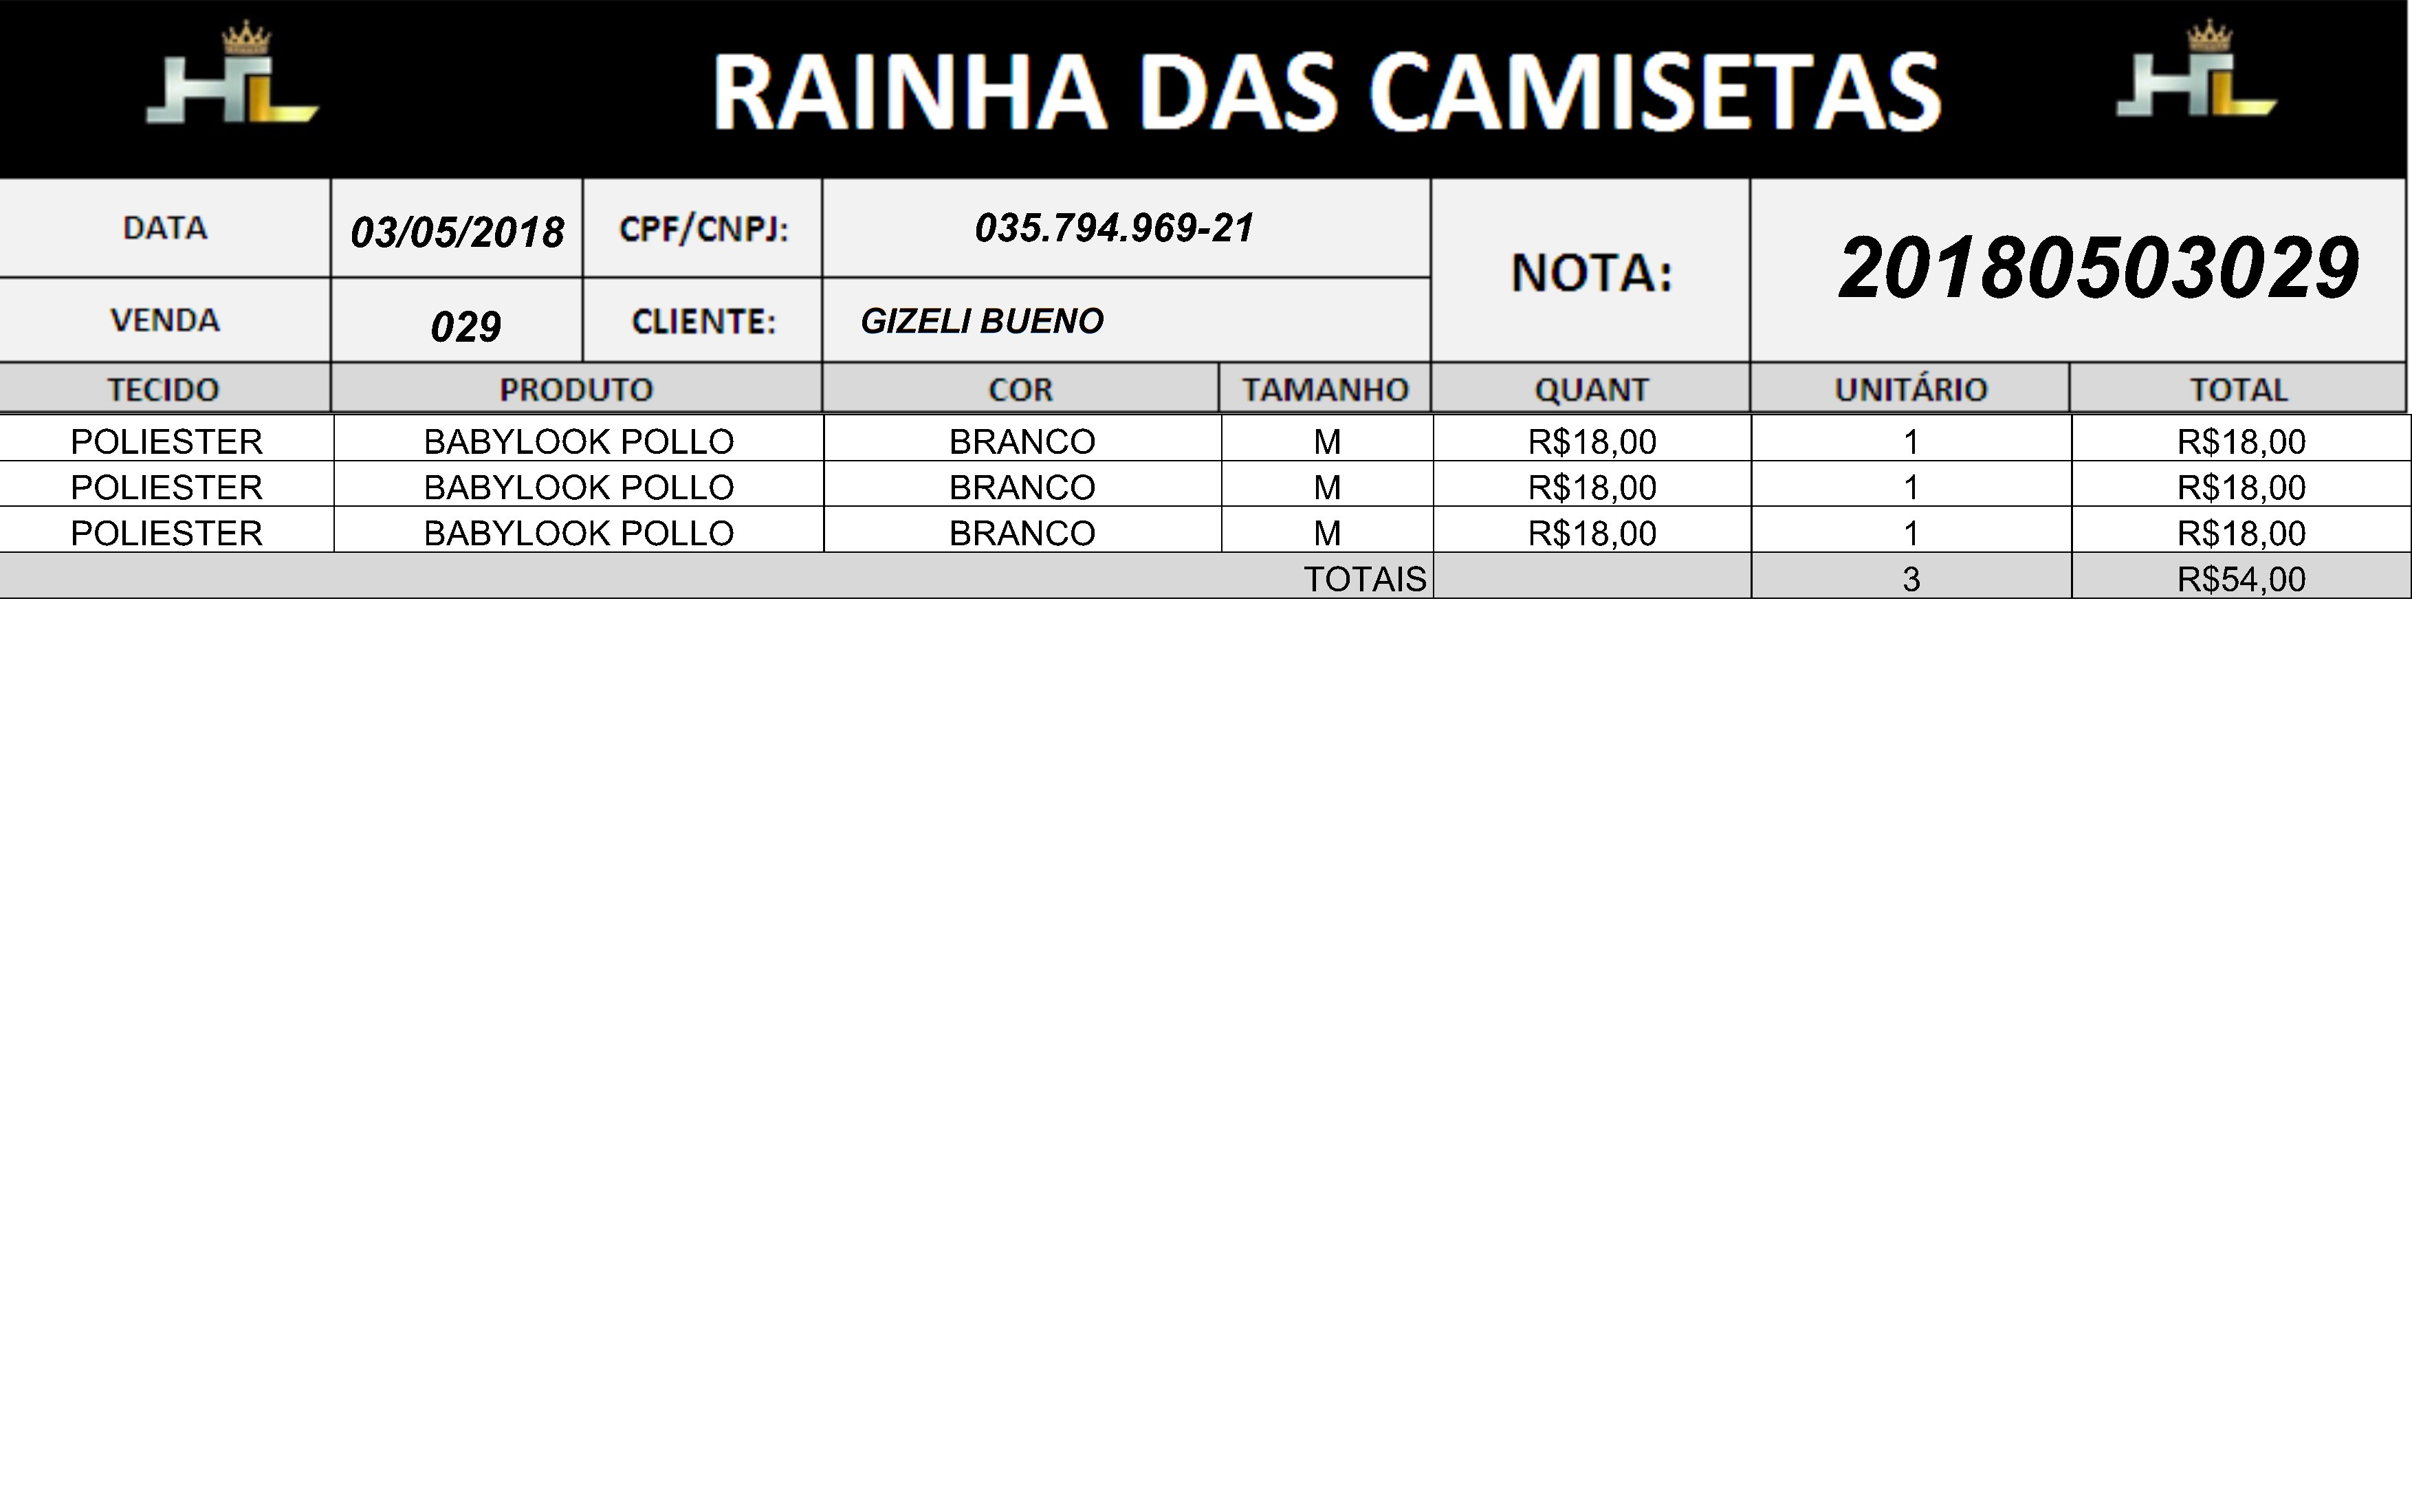 HL RAINHA DAS CAMISETAS HL
DATA 03/05/2018 CPF/CNPJ: 035.794.969-21 NOTA: 20180503029
VENDA 029 CLIENTE: GIZELI BUENO
TECIDO PRODUTO COR TAMANHO QUANT UNITÁRIO TOTAL
POLIESTER BABYLOOK POLLO BRANCO M R$18,00 1 R$18,00
POLIESTER BABYLOOK POLLO BRANCO M R$18,00 1 R$18,00
POLIESTER BABYLOOK POLLO BRANCO M R$18,00 1 R$18,00
TOTAIS 3 R$54,00